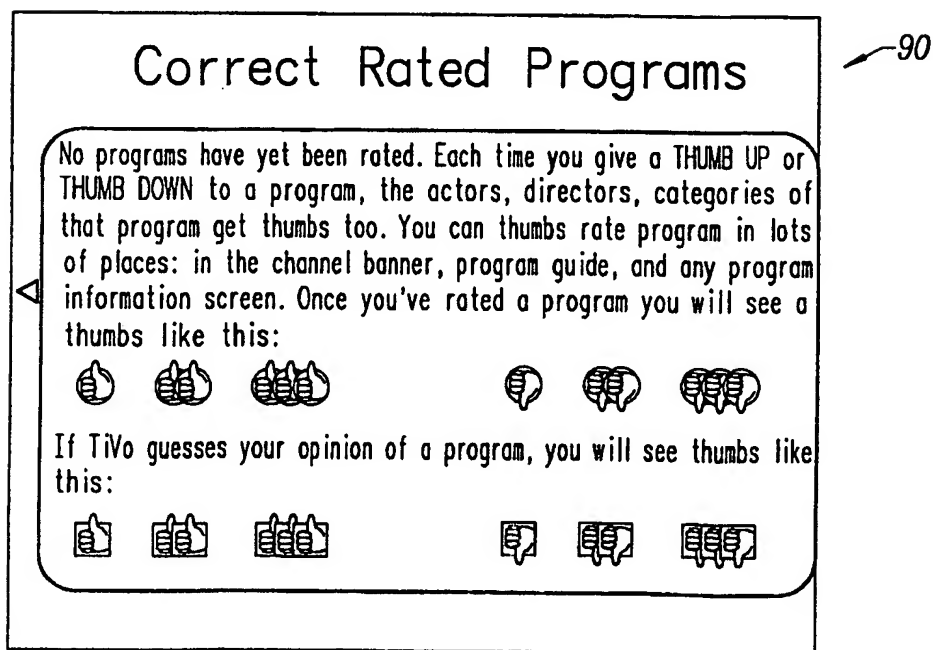 Correct Rated Programs
90
No programs have yet been rated. Each time you give a THUMB UP or
THUMB DOWN to a program, the actors, directors, categories of
that program get thumbs too. You can thumbs rate program in lots
of places: in the channel banner, program guide, and any program
information screen. Once you've rated a program you will see a
thumbs like this:
If TiVo guesses your opinion of a program, you will see thumbs like
this: